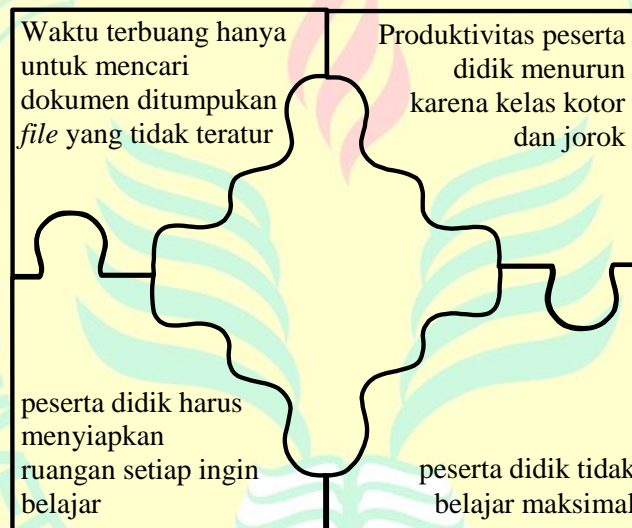 Waktu terbuang hanya
untuk mencari
dokumen ditumpukan
file yang tidak teratur
Produktivitas peserta
didik menurun
karena kelas kotor
dan jorok
peserta didik harus
menyiapkan
ruangan setiap ingin
belajar
peserta didik tidak
belajar maksimal